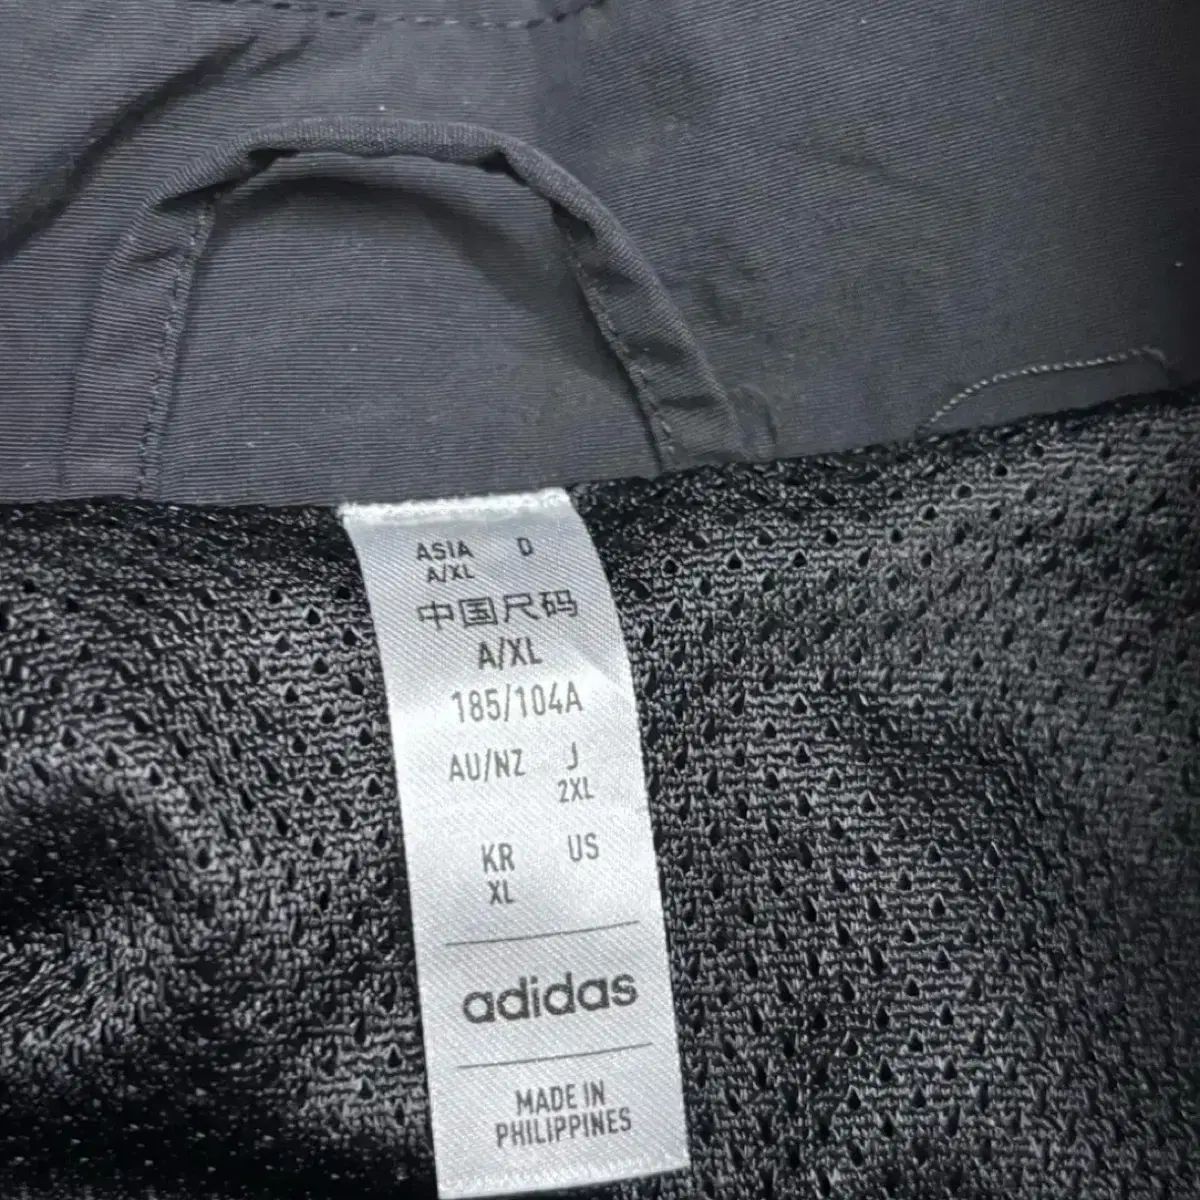 ASIA D
A/XL
中国尺码
A/XL
185/104A
AU/NZ J
2XL
KR US
XL
adidas
MADE IN
PHILIPPINES